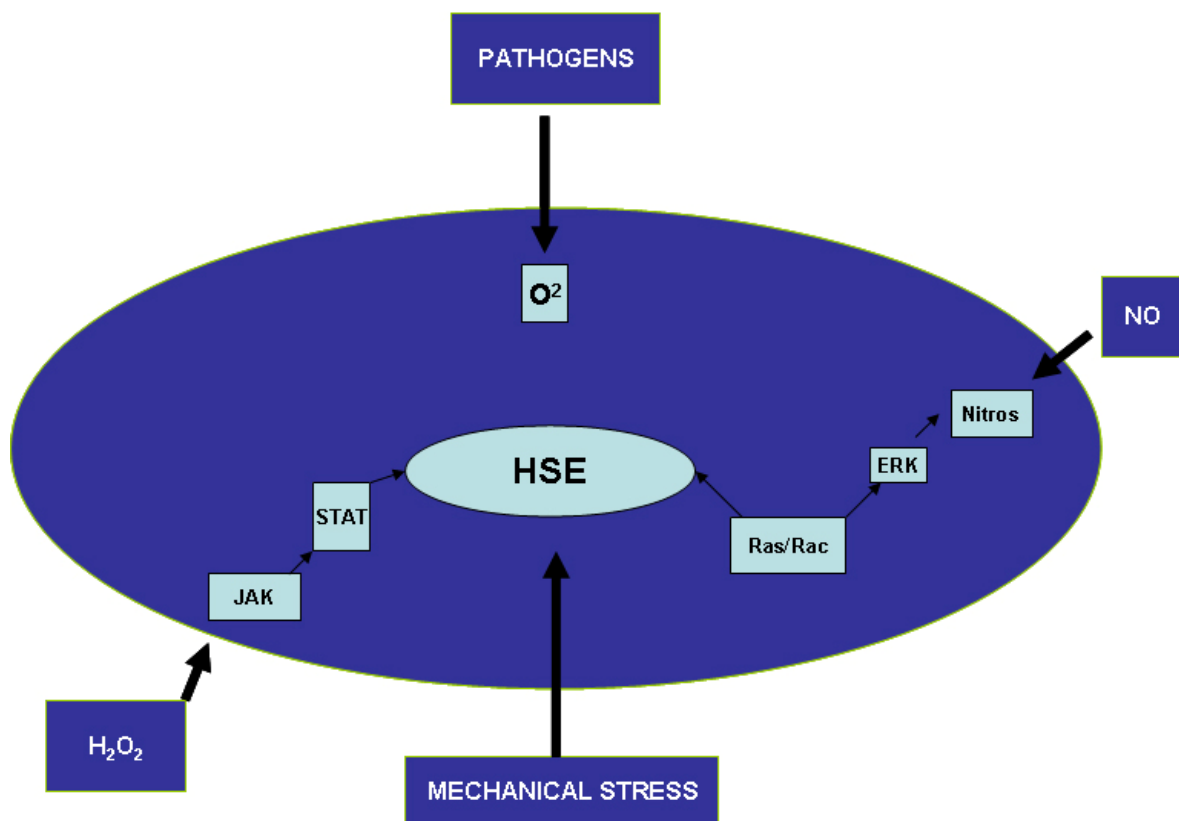 PATHOGENS
O²
NO
Nitros
HSE
ERK
STAT
Ras/Rac
JAK
H₂O₂
MECHANICAL STRESS